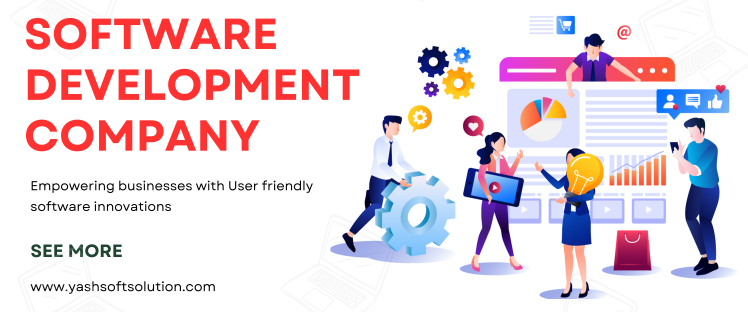 SOFTWARE
DEVELOPMENT
COMPANY
Empowering businesses with User friendly
software innovations
SEE MORE
www.yashsoftsolution.com
@